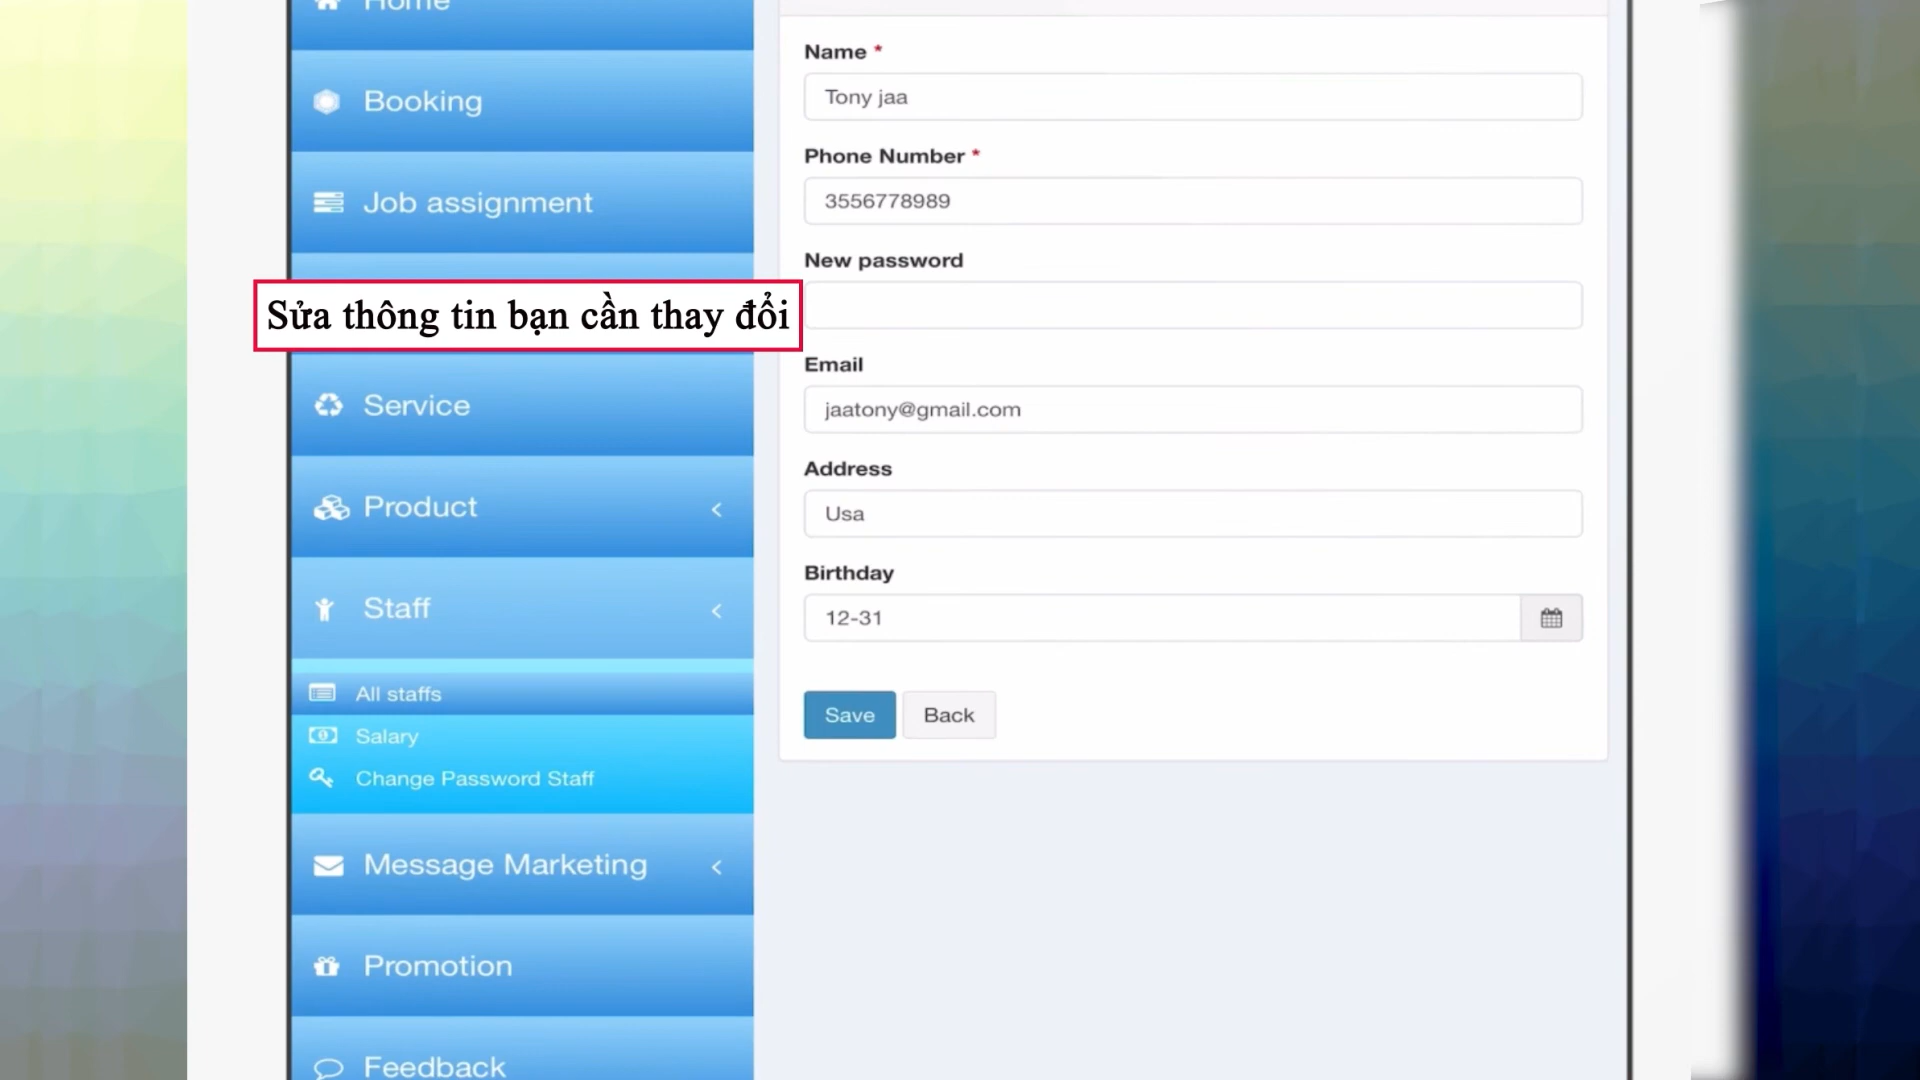 Home
Booking
Job assignment
Sửa thông tin bạn cần thay đổi
Service
Product
Staff
All staffs
Salary
Change Password Staff
Message Marketing
Promotion
Feedback
Name *
Tony jaa
Phone Number *
3556778989
New password
Email
jaatony@gmail.com
Address
Usa
Birthday
12-31
Save Back